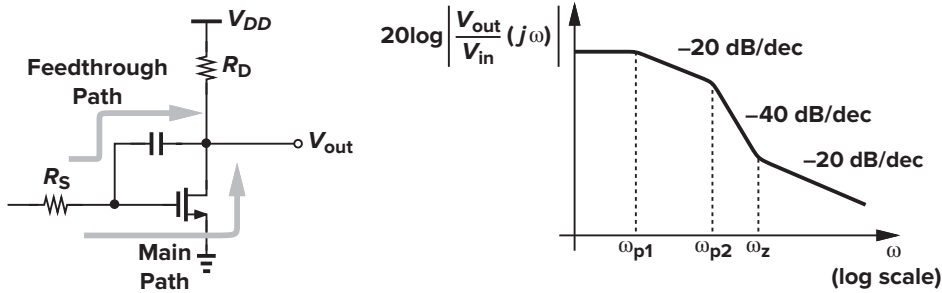 V_DD
R_D
Feedthrough
Path
V_out
R_S
Main
Path
20log|V_out/V_in (jω)|
–20 dB/dec
–40 dB/dec
–20 dB/dec
ω_p1
ω_p2
ω_z
ω
(log scale)